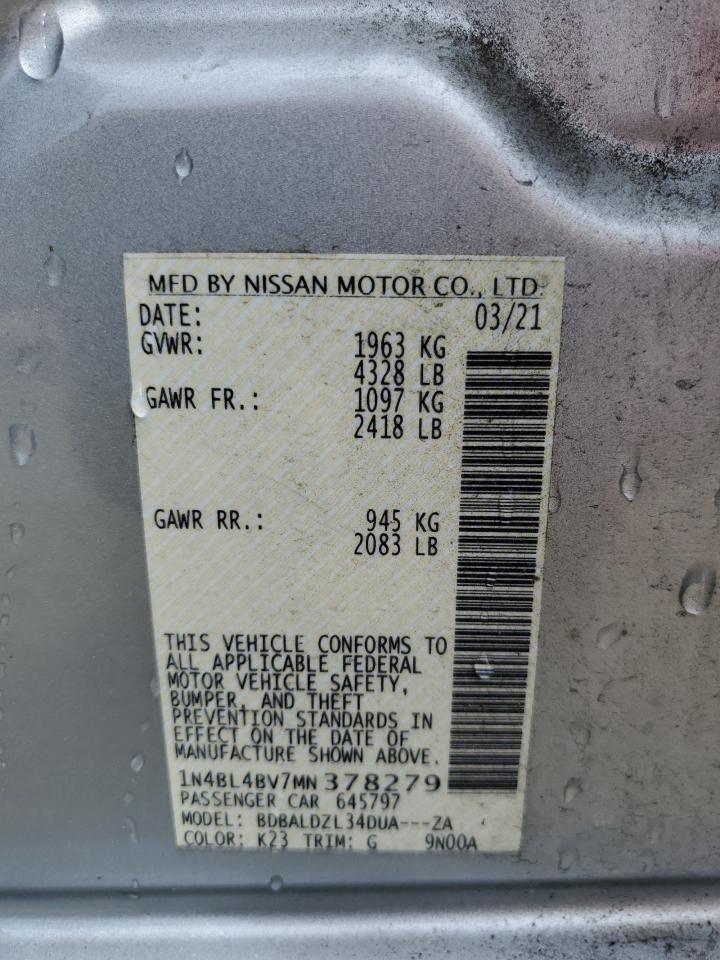 MFD BY NISSAN MOTOR CO., LTD.
DATE: 03/21
GVWR: 1963 KG
4328 LB
GAWR FR.: 1097 KG
2418 LB
GAWR RR.: 945 KG
2083 LB
THIS VEHICLE CONFORMS TO
ALL APPLICABLE FEDERAL
MOTOR VEHICLE SAFETY,
BUMPER, AND THEFT
PREVENTION STANDARDS IN
EFFECT ON THE DATE OF
MANUFACTURE SHOWN ABOVE.
1N4BL4BV7MN378279
PASSENGER CAR 645797
MODEL: BDBALDZL34DUA---ZA
COLOR: K23 TRIM: G 9N00A